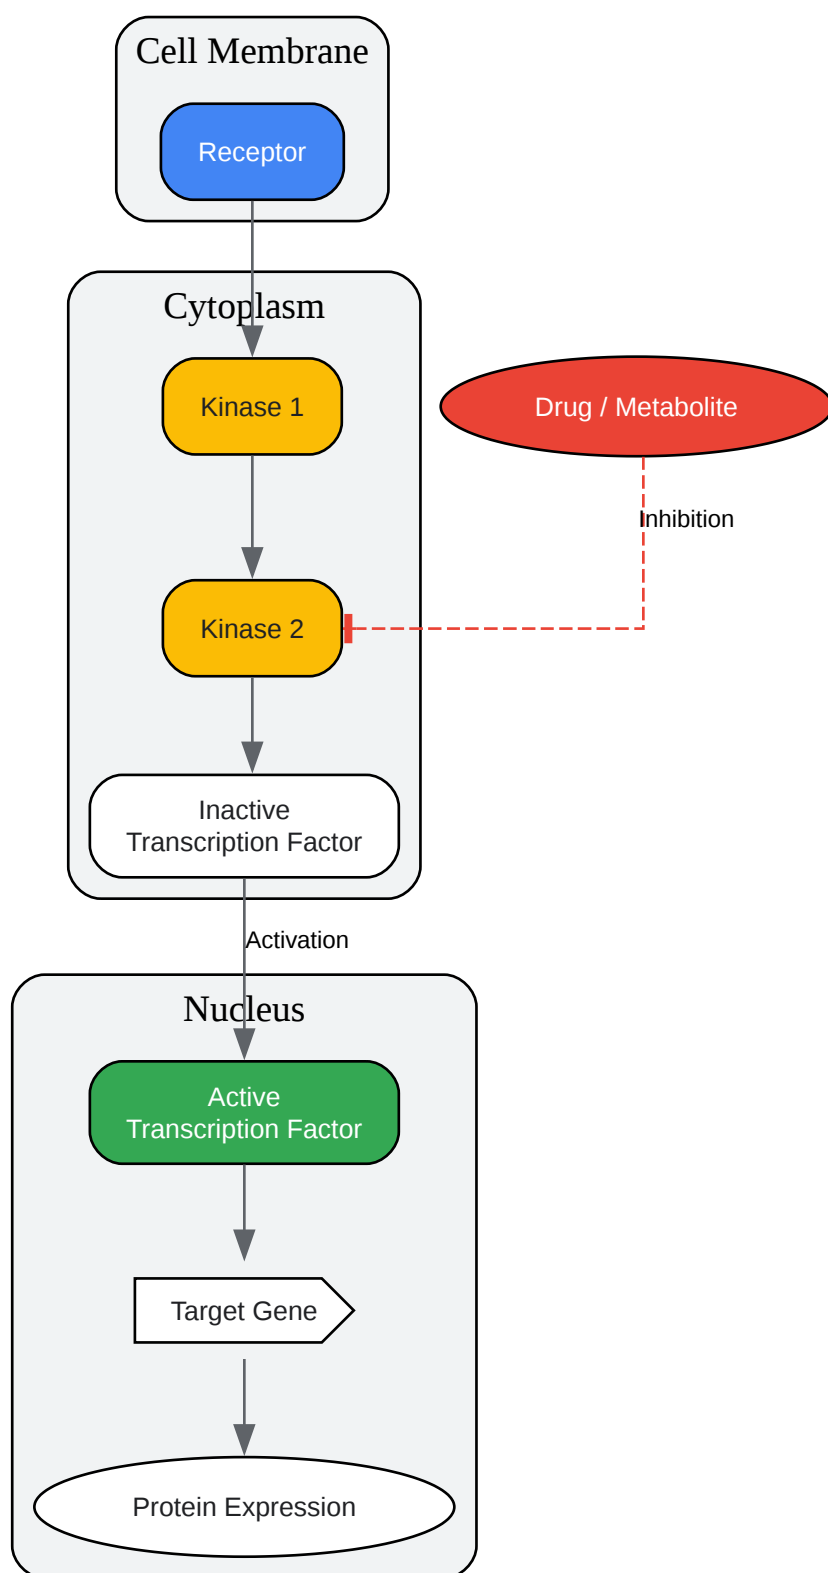 Cell Membrane
Receptor
Cytoplasm
Kinase 1
Drug / Metabolite
Inhibition
Kinase 2
Inactive
Transcription Factor
Activation
Nucleus
Active
Transcription Factor
Target Gene
Protein Expression